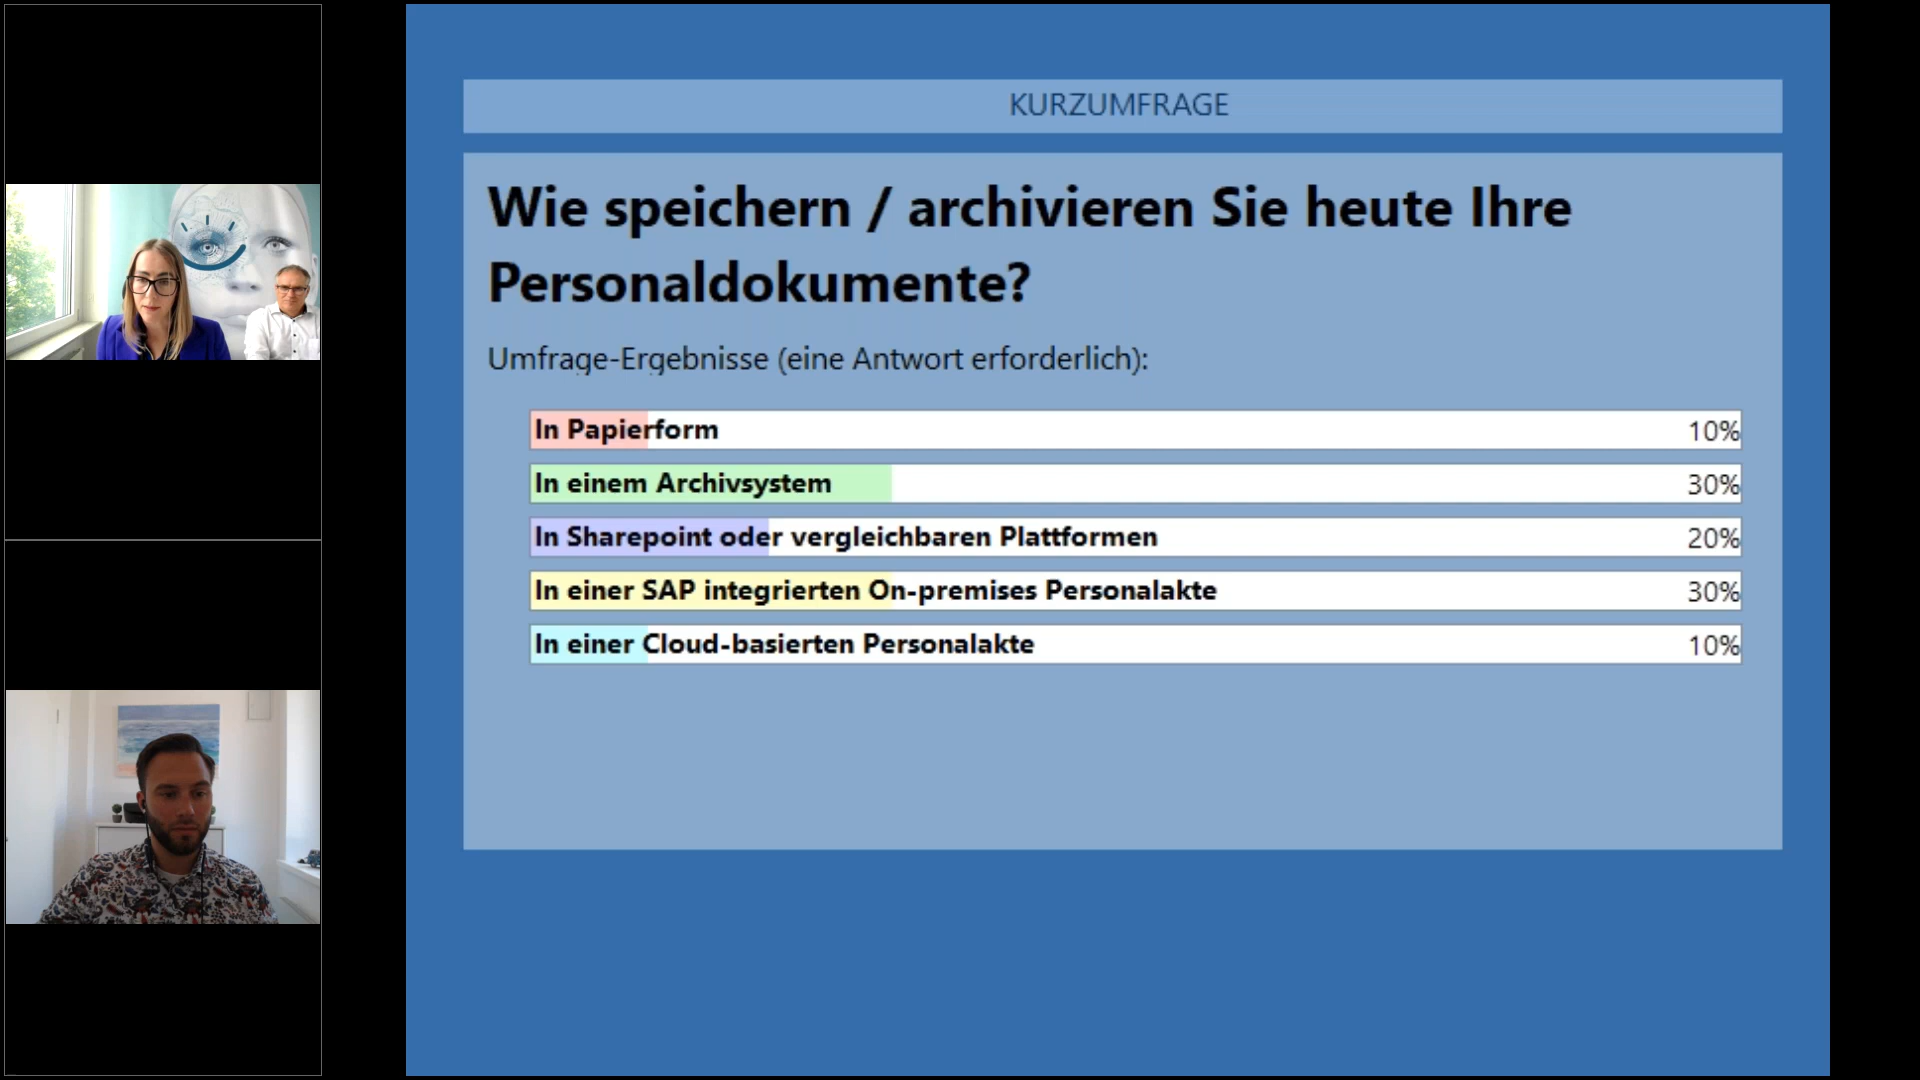 KURZUMFRAGE
Wie speichern / archivieren Sie heute Ihre
Personaldokumente?
Umfrage-Ergebnisse (eine Antwort erforderlich):
In Papierform 10%
In einem Archivsystem 30%
In Sharepoint oder vergleichbaren Plattformen 20%
In einer SAP integrierten On-premises Personalakte 30%
In einer Cloud-basierten Personalakte 10%